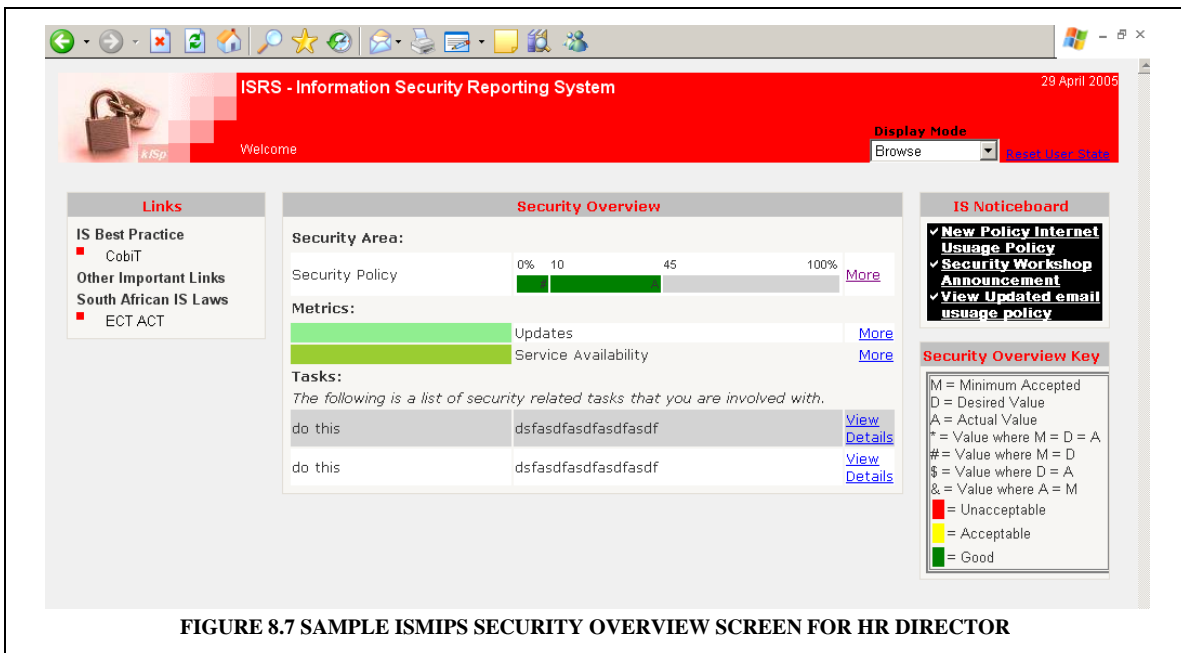 ISRS - Information Security Reporting System
29 April 2005
kISp
Welcome
Display Mode
Browse
Reset User State
Links
IS Best Practice
CobiT
Other Important Links
South African IS Laws
ECT ACT
Security Overview
Security Area:
Security Policy
0% 10 45 100%
# A
More
Metrics:
Updates More
Service Availability More
Tasks:
The following is a list of security related tasks that you are involved with.
do this dsfasdfasdfasdfasdf View
Details
do this dsfasdfasdfasdfasdf View
Details
IS Noticeboard
New Policy Internet
Usuage Policy
Security Workshop
Announcement
View Updated email
usuage policy
Security Overview Key
M = Minimum Accepted
D = Desired Value
A = Actual Value
* = Value where M = D = A
# = Value where M = D
$ = Value where D = A
& = Value where A = M
= Unacceptable
= Acceptable
= Good
FIGURE 8.7 SAMPLE ISMIPS SECURITY OVERVIEW SCREEN FOR HR DIRECTOR